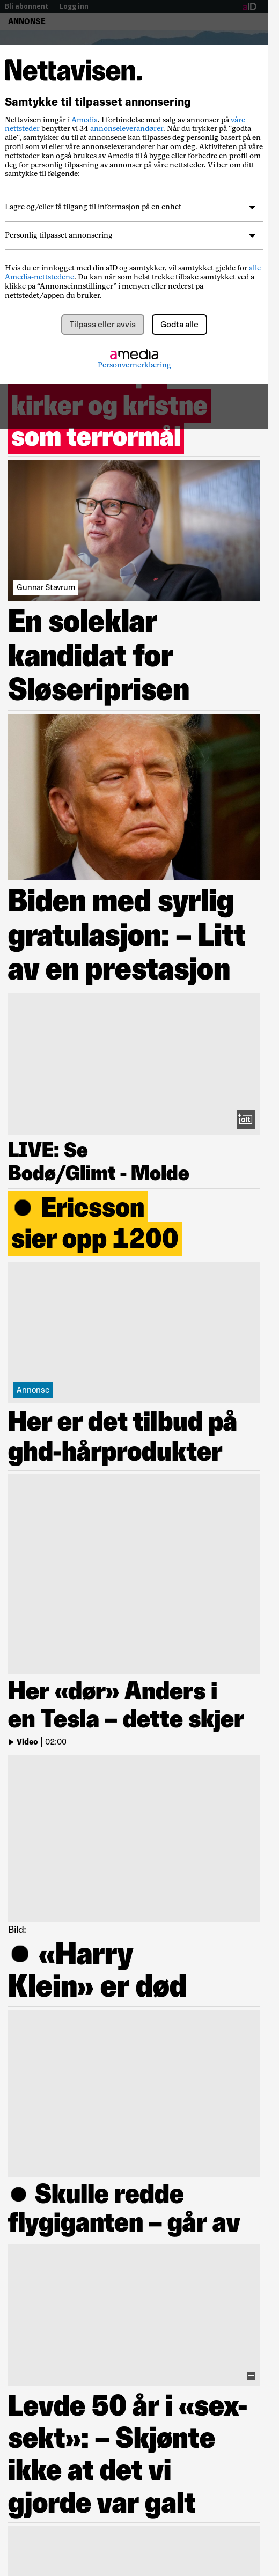 Bli abonnent | Logg inn aID
ANNONSE
Nettavisen.
Samtykke til tilpasset annonsering
Nettavisen inngår i Amedia. I forbindelse med salg av annonser på våre
nettsteder benytter vi 34 annonseleverandører. Når du trykker på "godta
alle", samtykker du til at annonsene kan tilpasses deg personlig basert på en
profil som vi eller våre annonseleverandører har om deg. Aktiviteten på våre
nettsteder kan også brukes av Amedia til å bygge eller forbedre en profil om
deg for personlig tilpasning av annonser på våre nettsteder. Vi ber om ditt
samtykke til følgende:
Lagre og/eller få tilgang til informasjon på en enhet
Personlig tilpasset annonsering
Hvis du er innlogget med din aID og samtykker, vil samtykket gjelde for alle
Amedia-nettstedene. Du kan når som helst trekke tilbake samtykket ved å
klikke på “Annonseinnstillinger” i menyen eller nederst på
nettstedet/appen du bruker.
Tilpass eller avvis Godta alle
amedia
Personvernerklæring
kirker og kristne
som terrormål
Gunnar Stavrum
En soleklar
kandidat for
Sløseriprisen
Biden med syrlig
gratulasjon: – Litt
av en prestasjon
alt
LIVE: Se
Bodø/Glimt - Molde
● Ericsson
sier opp 1200
Annonse
Her er det tilbud på
ghd-hårprodukter
Her «dør» Anders i
en Tesla – dette skjer
Video | 02:00
Bild:
● «Harry
Klein» er død
● Skulle redde
flygiganten – går av
Levde 50 år i «sex-
sekt»: – Skjønte
ikke at det vi
gjorde var galt